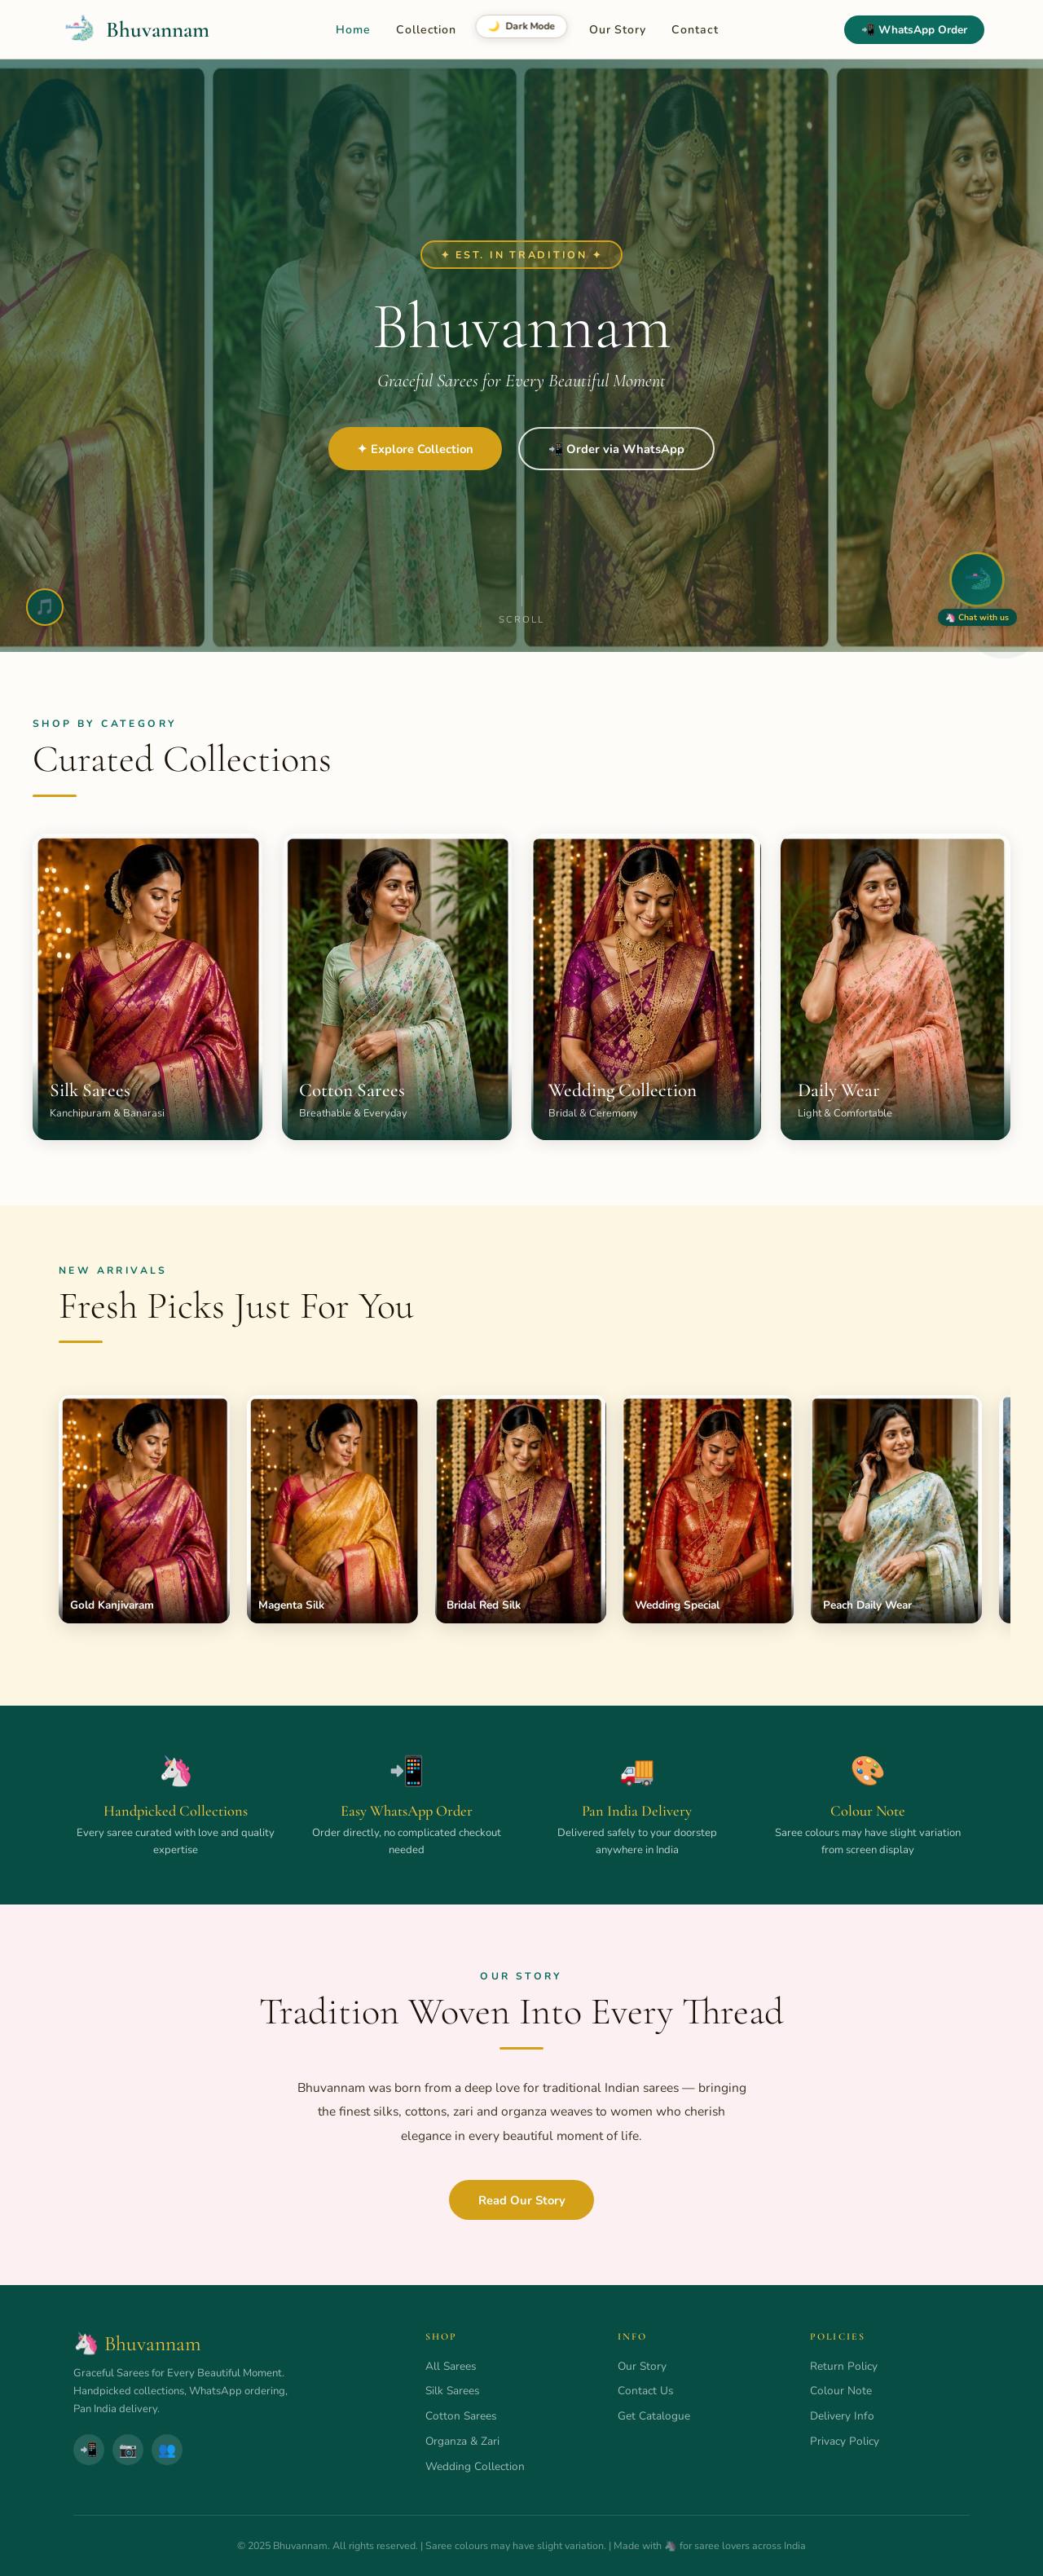 Bhuvannam
Home
Collection
🌙 Dark Mode
Our Story
Contact
📲 WhatsApp Order
✦ EST. IN TRADITION ✦
Bhuvannam
Graceful Sarees for Every Beautiful Moment
✦ Explore Collection
📲 Order via WhatsApp
🦄 Chat with us
SCROLL
SHOP BY CATEGORY
Curated Collections
Silk Sarees
Kanchipuram & Banarasi
Cotton Sarees
Breathable & Everyday
Wedding Collection
Bridal & Ceremony
Daily Wear
Light & Comfortable
NEW ARRIVALS
Fresh Picks Just For You
Gold Kanjivaram
Magenta Silk
Bridal Red Silk
Wedding Special
Peach Daily Wear
Handpicked Collections
Every saree curated with love and quality
expertise
Easy WhatsApp Order
Order directly, no complicated checkout
needed
Pan India Delivery
Delivered safely to your doorstep
anywhere in India
Colour Note
Saree colours may have slight variation
from screen display
OUR STORY
Tradition Woven Into Every Thread
Bhuvannam was born from a deep love for traditional Indian sarees — bringing
the finest silks, cottons, zari and organza weaves to women who cherish
elegance in every beautiful moment of life.
Read Our Story
🦄 Bhuvannam
Graceful Sarees for Every Beautiful Moment.
Handpicked collections, WhatsApp ordering,
Pan India delivery.
SHOP
All Sarees
Silk Sarees
Cotton Sarees
Organza & Zari
Wedding Collection
INFO
Our Story
Contact Us
Get Catalogue
POLICIES
Return Policy
Colour Note
Delivery Info
Privacy Policy
© 2025 Bhuvannam. All rights reserved. | Saree colours may have slight variation. | Made with 🦄 for saree lovers across India